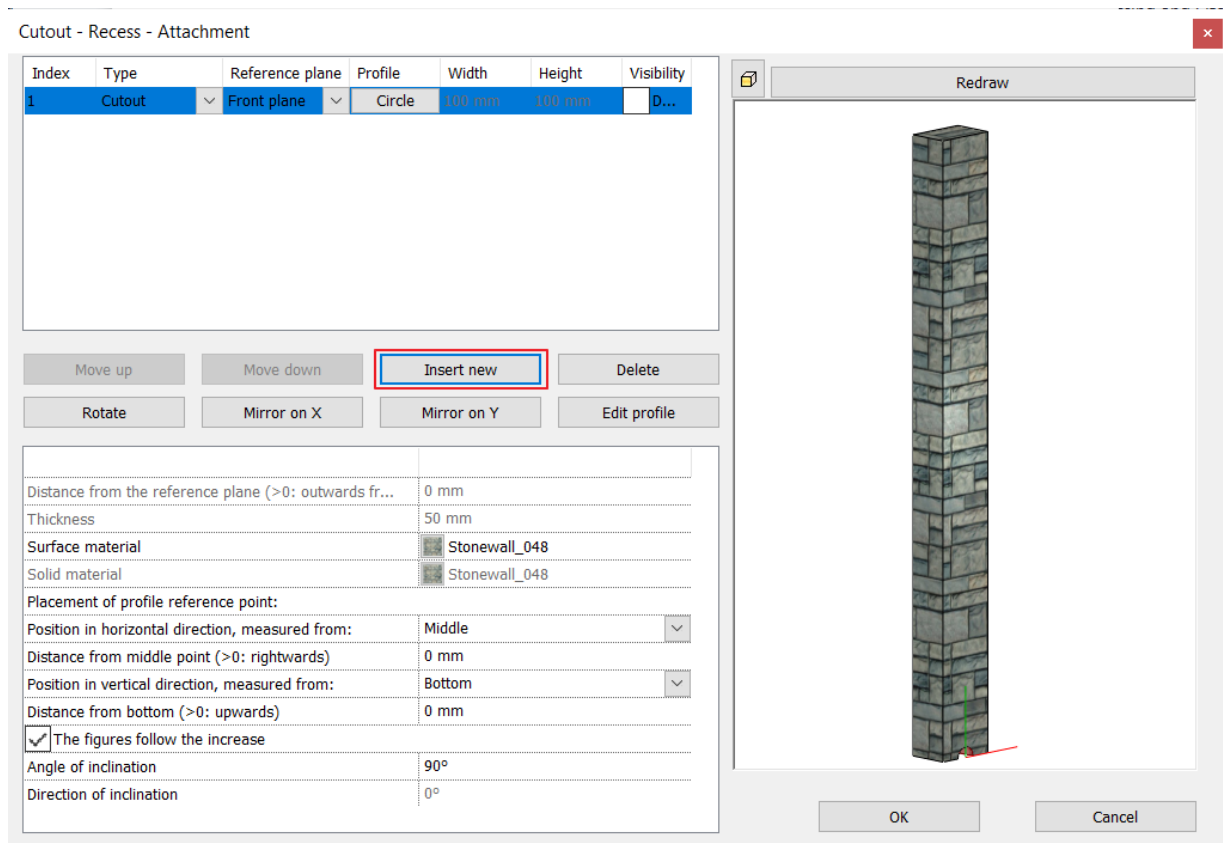 Cutout - Recess - Attachment
Index Type Reference plane Profile Width Height Visibility
1 Cutout Front plane Circle 100 mm 100 mm D...
Redraw
Move up Move down Insert new Delete
Rotate Mirror on X Mirror on Y Edit profile
Distance from the reference plane (>0: outwards fr... 0 mm
Thickness 50 mm
Surface material Stonewall_048
Solid material Stonewall_048
Placement of profile reference point:
Position in horizontal direction, measured from: Middle
Distance from middle point (>0: rightwards) 0 mm
Position in vertical direction, measured from: Bottom
Distance from bottom (>0: upwards) 0 mm
The figures follow the increase
Angle of inclination 90°
Direction of inclination 0°
OK Cancel